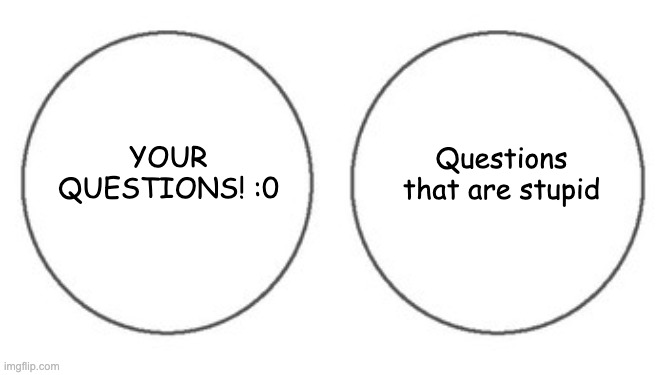 YOUR
QUESTIONS! :0
Questions
that are stupid
imgflip.com